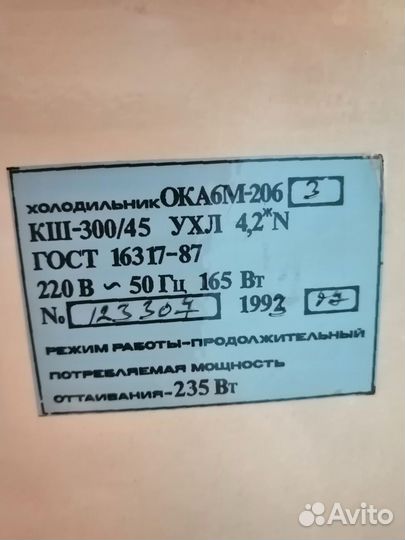 ХОЛОДИЛЬНИК ОКА6М-206 3
КШ-300/45 УХЛ 4,2*N
ГОСТ 16317-87
220 В ~ 50 Гц 165 Вт
№ 123307 1993 07
РЕЖИМ РАБОТЫ-ПРОДОЛЖИТЕЛЬНЫЙ
ПОТРЕБЛЯЕМАЯ МОЩНОСТЬ
ОТТАИВАНИЯ-235 Вт
Avito